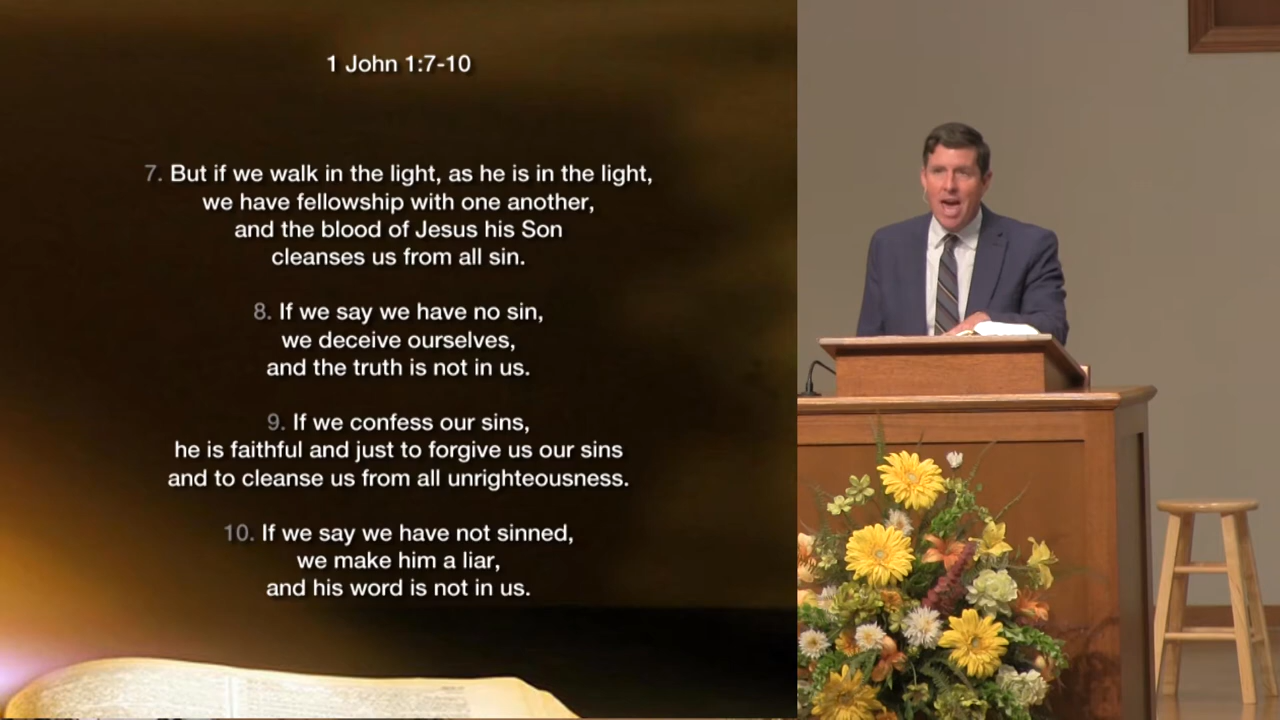 1 John 1:7-10
7. But if we walk in the light, as he is in the light,
we have fellowship with one another,
and the blood of Jesus his Son
cleanses us from all sin.
8. If we say we have no sin,
we deceive ourselves,
and the truth is not in us.
9. If we confess our sins,
he is faithful and just to forgive us our sins
and to cleanse us from all unrighteousness.
10. If we say we have not sinned,
we make him a liar,
and his word is not in us.